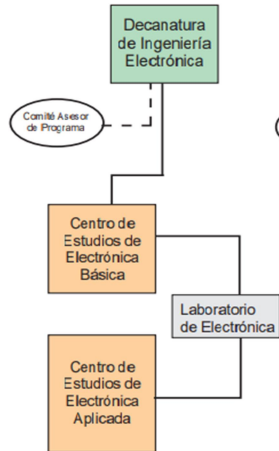 Decanatura
de Ingeniería
Electrónica
Comité Asesor
de Programa
Centro de
Estudios de
Electrónica
Básica
Laboratorio
de Electrónica
Centro de
Estudios de
Electrónica
Aplicada